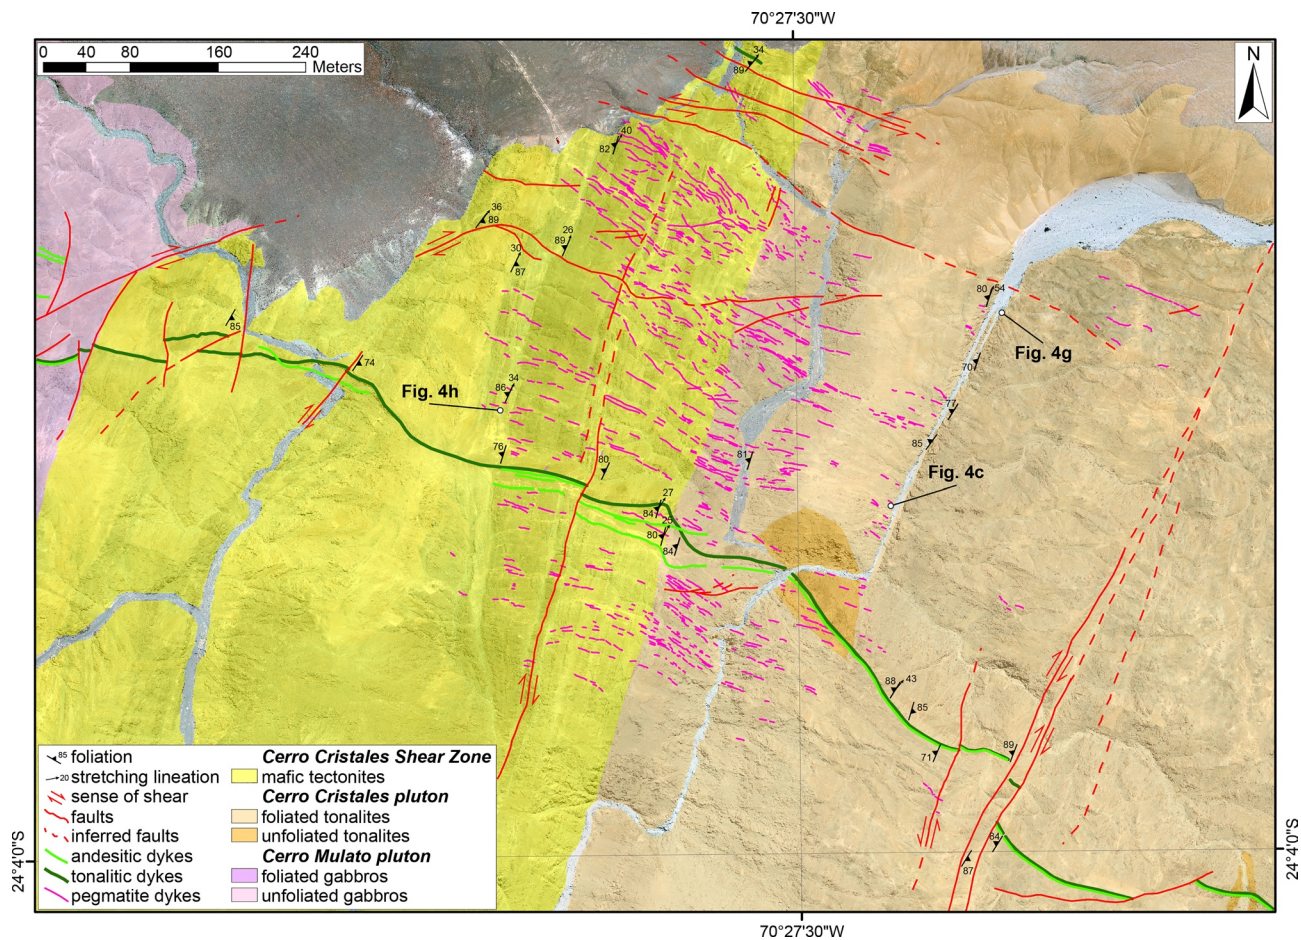 70°27'30"W
0 40 80 160 240
Meters
N
34
89
40
82
36
89
26
89
30
87
80 54
85
Fig. 4g
74
70
Fig. 4h
34
86
77
85
76
81
80
Fig. 4c
27
84
25
80
84
88 43
85
89
71
84
87
85 foliation
20 stretching lineation
sense of shear
faults
inferred faults
andesitic dykes
tonalitic dykes
pegmatite dykes
Cerro Cristales Shear Zone
mafic tectonites
Cerro Cristales pluton
foliated tonalites
unfoliated tonalites
Cerro Mulato pluton
foliated gabbros
unfoliated gabbros
24°4'0"S
24°4'0"S
70°27'30"W